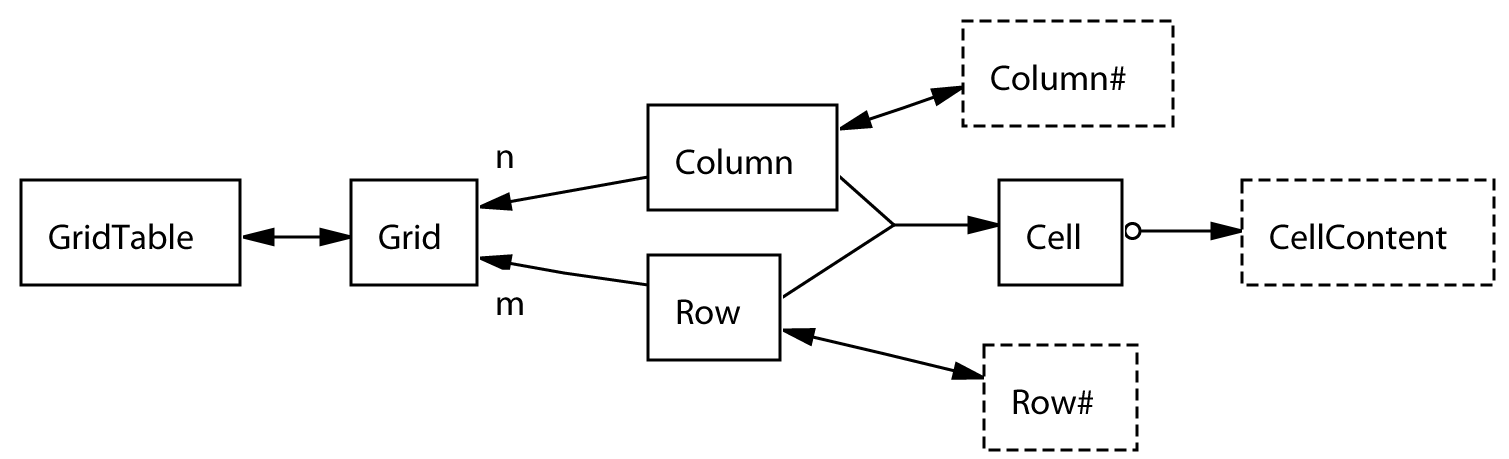 Column#
n
Column
GridTable
Grid
Cell
CellContent
m
Row
Row#